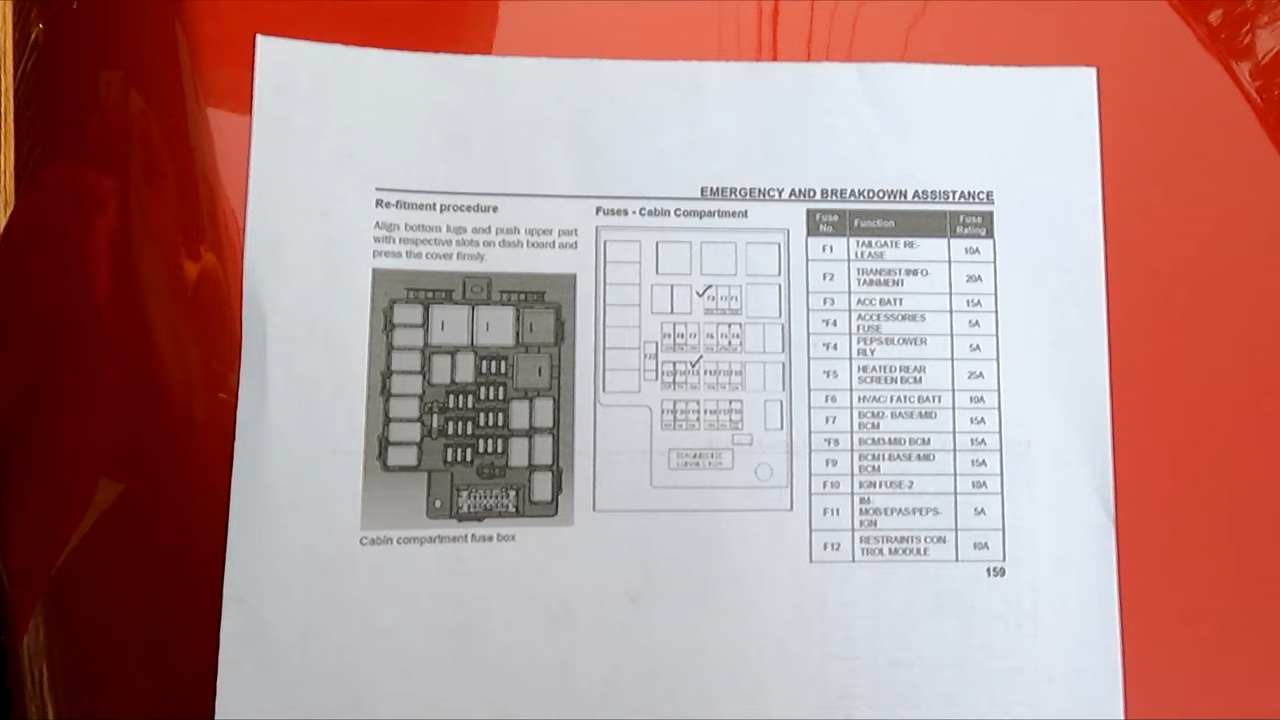 EMERGENCY AND BREAKDOWN ASSISTANCE
Re-fitment procedure
Align bottom lugs and push upper part
with respective slots on dash board and
press the cover firmly.
Cabin compartment fuse box
Fuses - Cabin Compartment
F22
DIAGNOSTIC
Fuse No. Function Fuse Rating
F1 TAILGATE RE-
LEASE 10A
F2 TRANSIST/INFO-
TAINMENT 20A
F3 ACC BATT 15A
*F4 ACCESSORIES
FUSE 5A
*F4 PEPS/BLOWER
RLY 5A
*F5 HEATED REAR
SCREEN BCM 25A
F6 HVAC/ FATC BATT 10A
F7 BCM2- BASE/MID
BCM 15A
*F8 BCM3-MID BCM 15A
F9 BCM1-BASE/MID
BCM 15A
F10 IGN FUSE-2 10A
F11 IM-
MOB/EPAS/PEPS-
IGN 5A
F12 RESTRAINTS CON-
TROL MODULE 10A
159